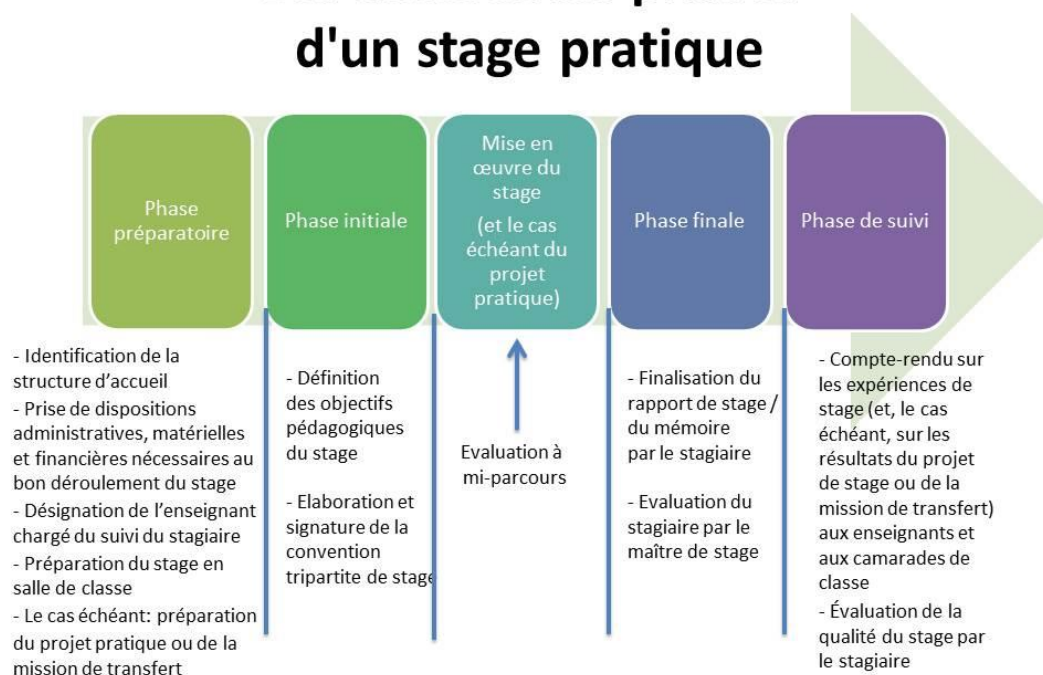 d'un stage pratique
Phase
préparatoire
Phase initiale
Mise en
œuvre du
stage
(et le cas
échéant du
projet
pratique)
Phase finale
Phase de suivi
- Identification de la
structure d’accueil
- Prise de dispositions
administratives, matérielles
et financières nécessaires au
bon déroulement du stage
- Désignation de l’enseignant
chargé du suivi du stagiaire
- Préparation du stage en
salle de classe
- Le cas échéant: préparation
du projet pratique ou de la
mission de transfert
- Définition
des objectifs
pédagogiques
du stage
- Elaboration et
signature de la
convention
tripartite de stage
Evaluation à
mi-parcours
- Finalisation du
rapport de stage /
du mémoire
par le stagiaire
- Evaluation du
stagiaire par le
maître de stage
- Compte-rendu sur
les expériences de
stage (et, le cas
échéant, sur les
résultats du projet
de stage ou de la
mission de transfert)
aux enseignants et
aux camarades de
classe
- Évaluation de la
qualité du stage par
le stagiaire